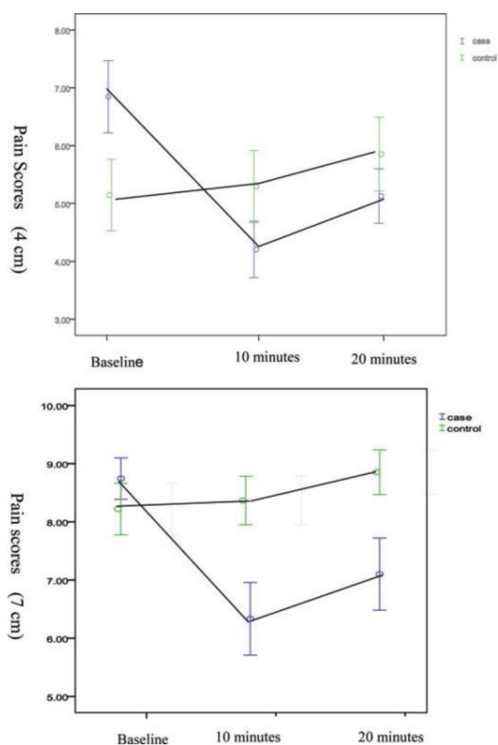 8.00
case
control
7.00
6.00
5.00
4.00
3.00
Pain Scores (4 cm)
Baseline 10 minutes 20 minutes
10.00
case
control
9.00
8.00
7.00
6.00
5.00
Pain scores (7 cm)
Baseline 10 minutes 20 minutes